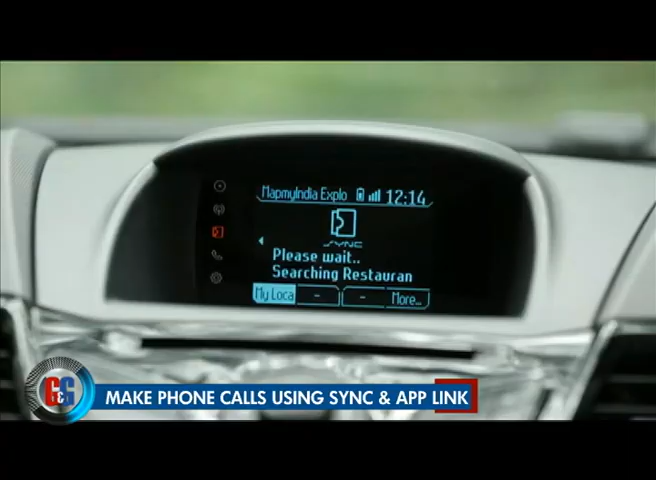 MapmyIndia Explo 12:14
SYNC
Please wait..
Searching Restauran
My Loca - - More..
G&G MAKE PHONE CALLS USING SYNC & APP LINK